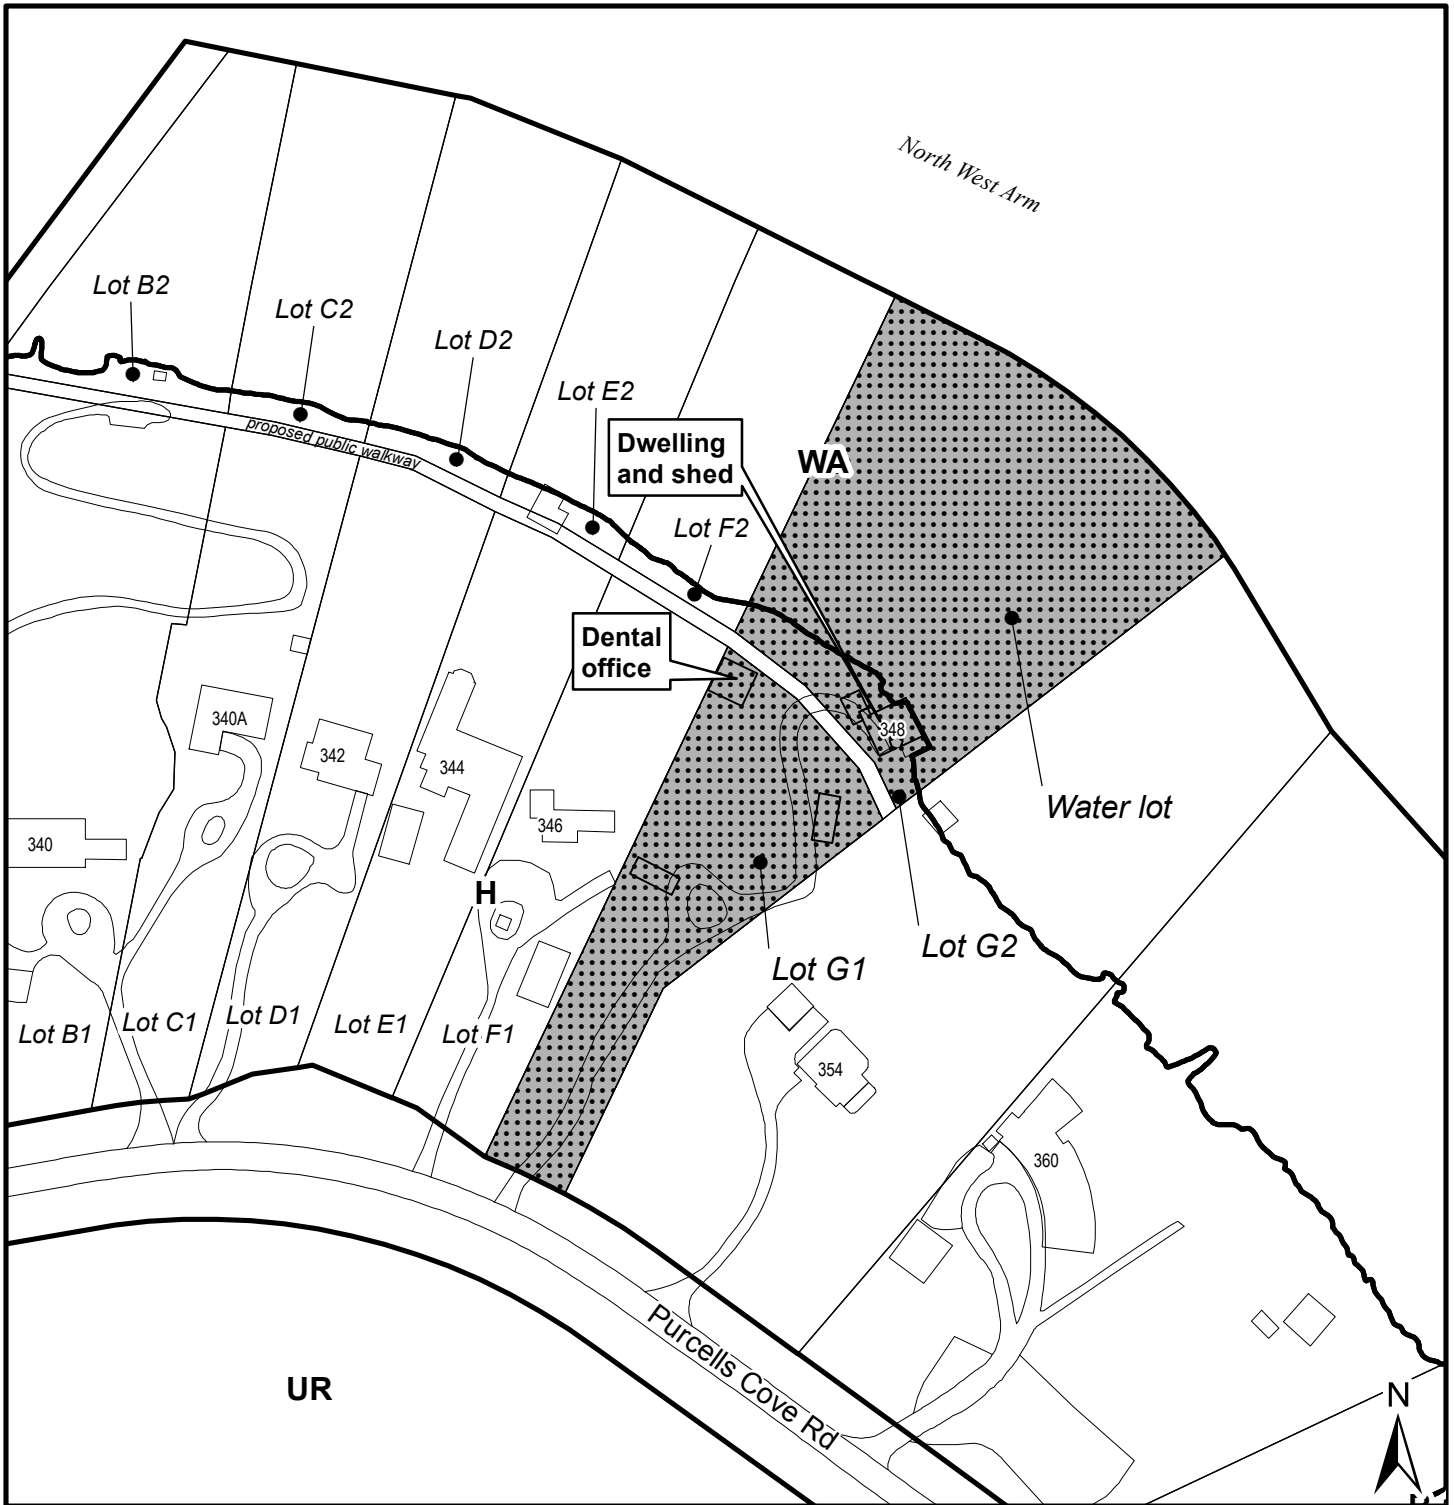 North West Arm
Lot B2
Lot C2
Lot D2
Lot E2
proposed public walkway
Dwelling
and shed
WA
Lot F2
Dental
office
340A
348
342
344
Water lot
346
340
H
Lot G2
Lot G1
Lot B1
Lot C1
Lot D1
Lot E1
Lot F1
354
360
Purcells Cove Rd
UR
N